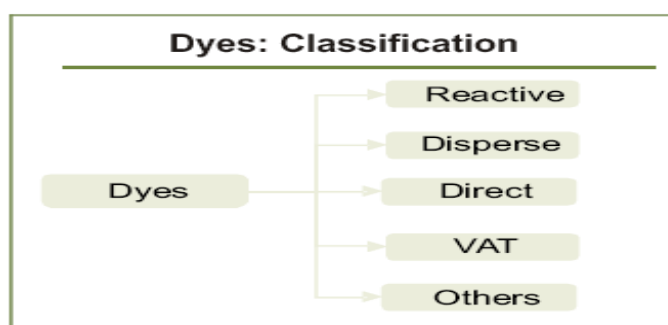 Dyes: Classification
Reactive
Disperse
Dyes
Direct
VAT
Others